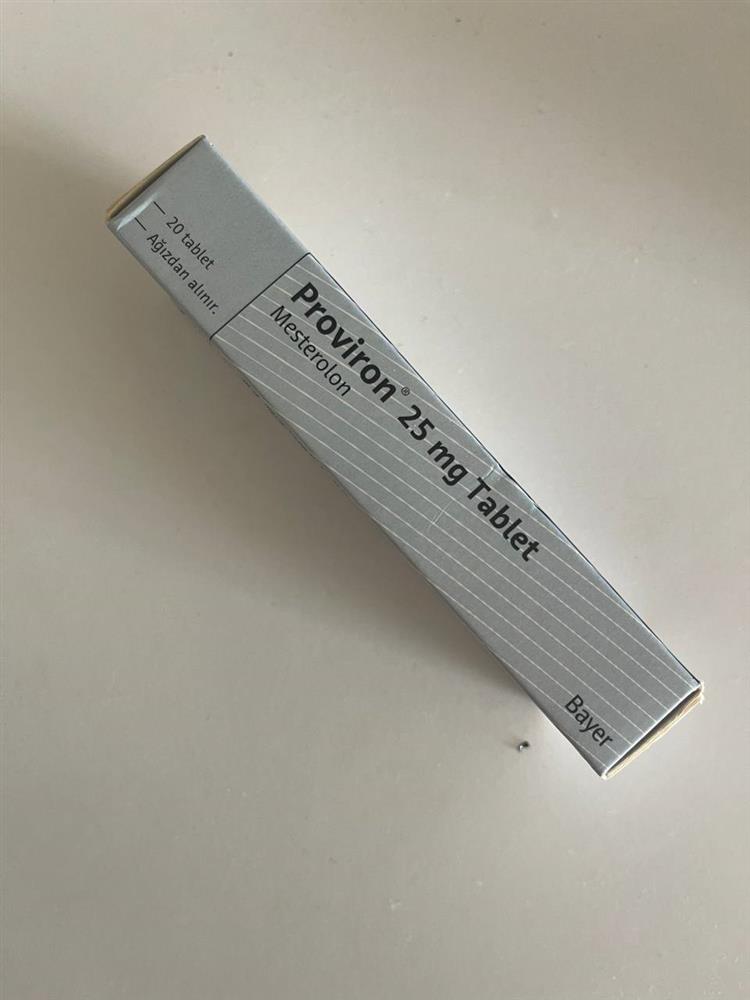 20 tablet
Ağızdan alınır.
Proviron® 25 mg Tablet
Mesterolon
Bayer